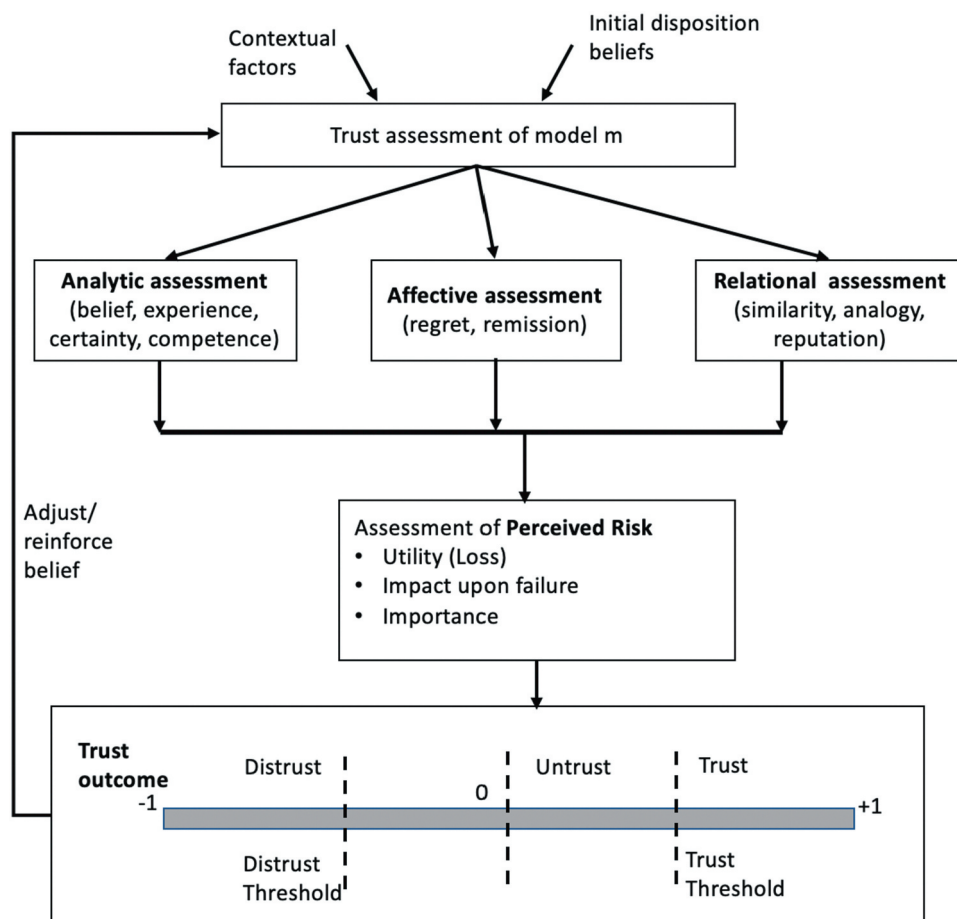 Contextual
factors
Initial disposition
beliefs
Trust assessment of model m
Analytic assessment
(belief, experience,
certainty, competence)
Affective assessment
(regret, remission)
Relational assessment
(similarity, analogy,
reputation)
Adjust/
reinforce
belief
Assessment of Perceived Risk
• Utility (Loss)
• Impact upon failure
• Importance
Trust
outcome
Distrust
Untrust
Trust
-1
0
+1
Distrust
Threshold
Trust
Threshold